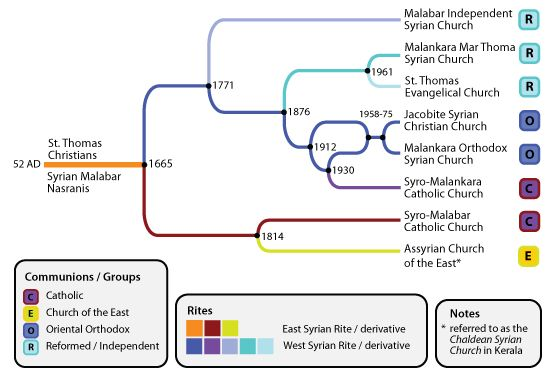 Malabar Independent
Syrian Church
R
Malankara Mar Thoma
Syrian Church
R
1961
St. Thomas
Evangelical Church
R
1771
1876
1958-75
Jacobite Syrian
Christian Church
O
Malankara Orthodox
Syrian Church
O
1912
1930
St. Thomas
Christians
52 AD
1665
Syrian Malabar
Nasranis
Syro-Malankara
Catholic Church
C
Syro-Malabar
Catholic Church
C
1814
Assyrian Church
of the East*
E
Communions / Groups
C Catholic
E Church of the East
O Oriental Orthodox
R Reformed / Independent
Rites
East Syrian Rite / derivative
West Syrian Rite / derivative
Notes
* referred to as the
Chaldean Syrian
Church in Kerala